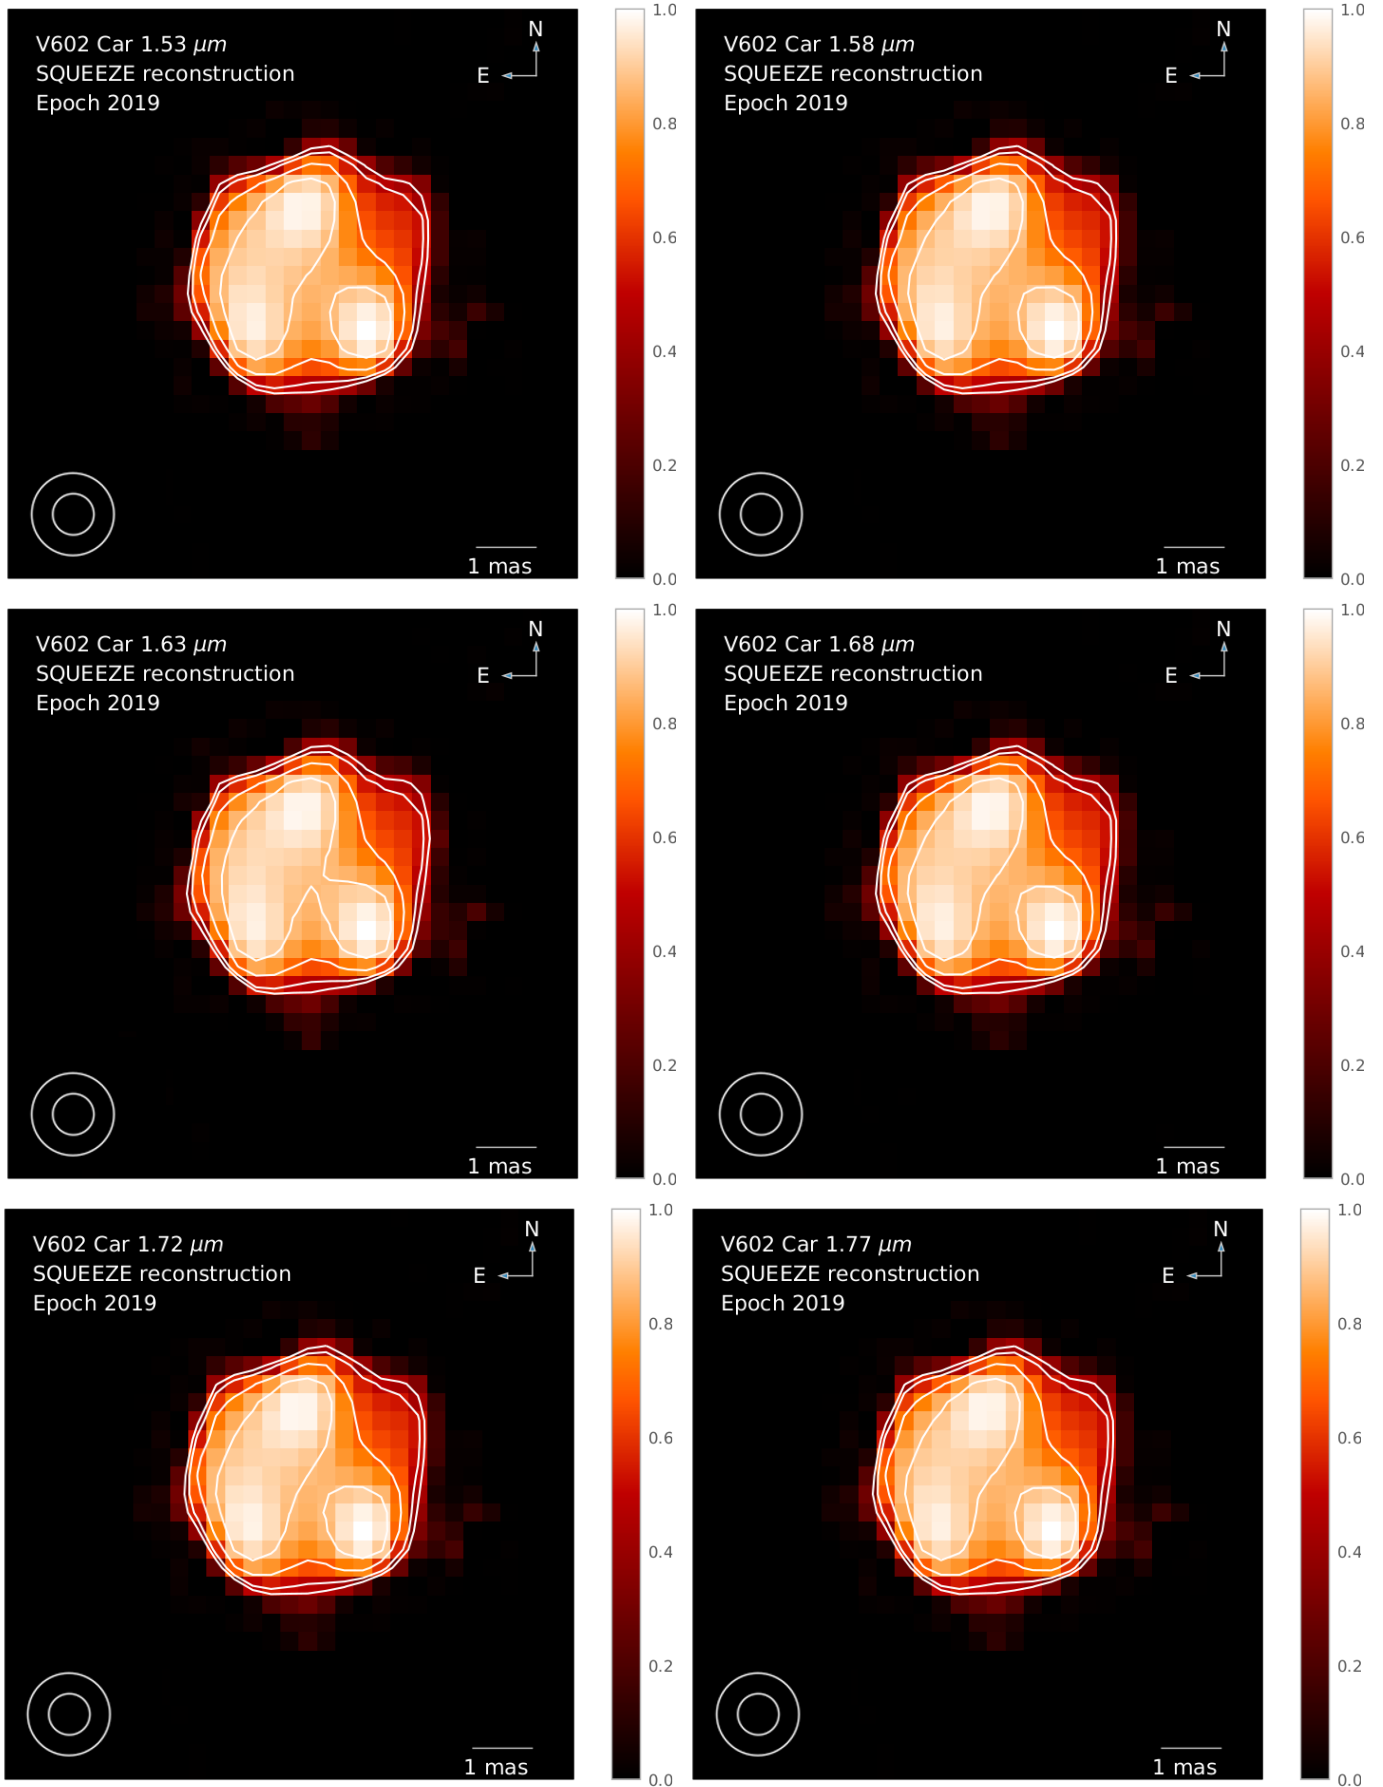 V602 Car 1.53 μm
SQUEEZE reconstruction
Epoch 2019
N
E
1 mas
1.0
0.8
0.6
0.4
0.2
0.0
V602 Car 1.58 μm
SQUEEZE reconstruction
Epoch 2019
N
E
1 mas
1.0
0.8
0.6
0.4
0.2
0.0
V602 Car 1.63 μm
SQUEEZE reconstruction
Epoch 2019
N
E
1 mas
1.0
0.8
0.6
0.4
0.2
0.0
V602 Car 1.68 μm
SQUEEZE reconstruction
Epoch 2019
N
E
1 mas
1.0
0.8
0.6
0.4
0.2
0.0
V602 Car 1.72 μm
SQUEEZE reconstruction
Epoch 2019
N
E
1 mas
1.0
0.8
0.6
0.4
0.2
0.0
V602 Car 1.77 μm
SQUEEZE reconstruction
Epoch 2019
N
E
1 mas
1.0
0.8
0.6
0.4
0.2
0.0